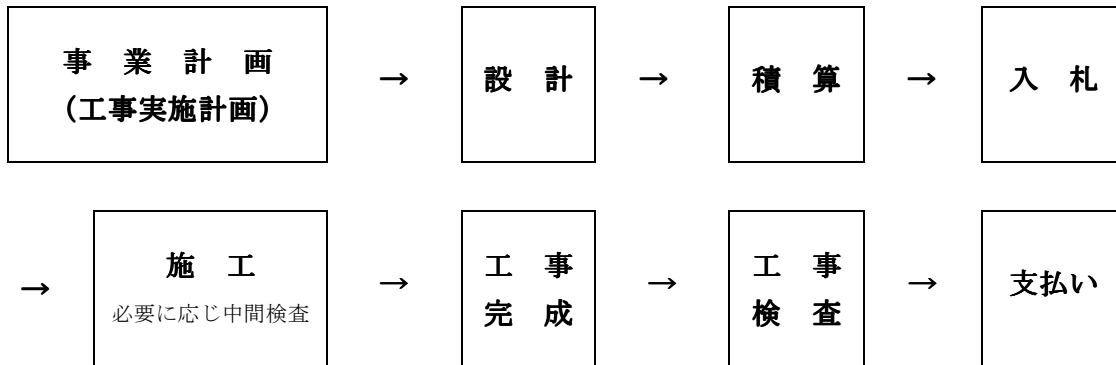 事 業 計 画
(工事実施計画)
→
設 計
→
積 算
→
入 札
→
施 工
必要に応じ中間検査
→
工 事
完 成
→
工 事
検 査
→
支払い